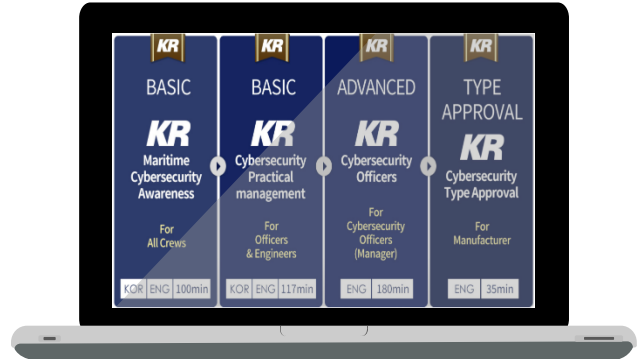 KR
BASIC
KR
Maritime
Cybersecurity
Awareness
For
All Crews
KOR ENG 100min
KR
BASIC
KR
Cybersecurity
Practical
management
For
Officers
& Engineers
KOR ENG 117min
KR
ADVANCED
KR
Cybersecurity
Officers
For
Cybersecurity
Officers
(Manager)
ENG 180min
KR
TYPE
APPROVAL
KR
Cybersecurity
Type Approval
For
Manufacturer
ENG 35min